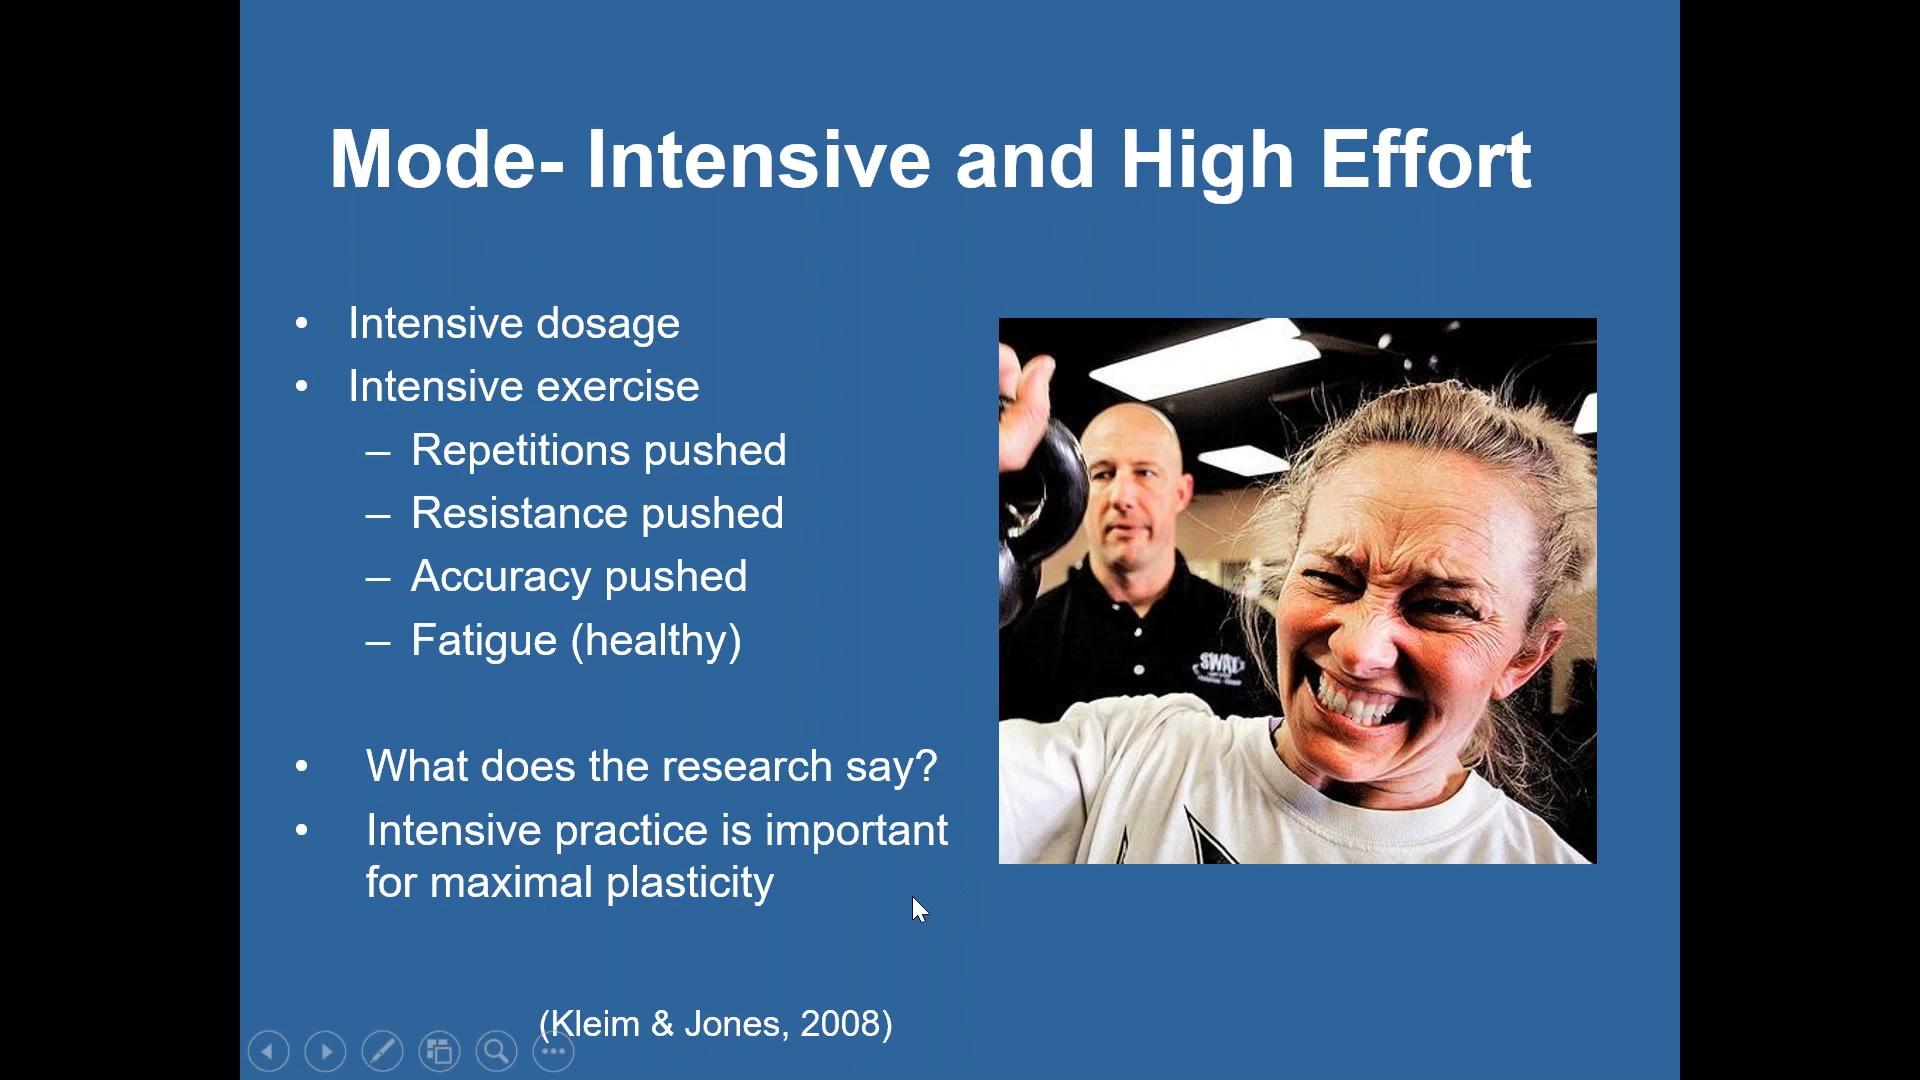 Mode- Intensive and High Effort
• Intensive dosage
• Intensive exercise
– Repetitions pushed
– Resistance pushed
– Accuracy pushed
– Fatigue (healthy)
• What does the research say?
• Intensive practice is important
for maximal plasticity
(Kleim & Jones, 2008)
SWAT